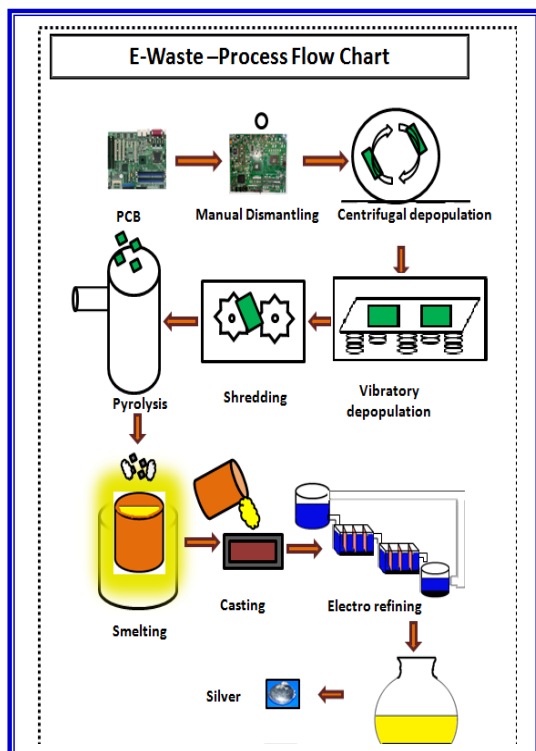 E-Waste –Process Flow Chart
PCB
Manual Dismantling
Centrifugal depopulation
Pyrolysis
Shredding
Vibratory
depopulation
Smelting
Casting
Electro refining
Silver